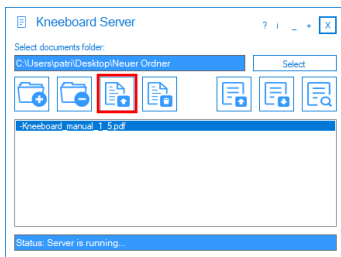 Kneeboard Server
? i _ + X
Select documents folder:
C:\Users\patri\Desktop\Neuer Ordner
Select
-Kneeboard_manual_1_5.pdf
Status: Server is running...